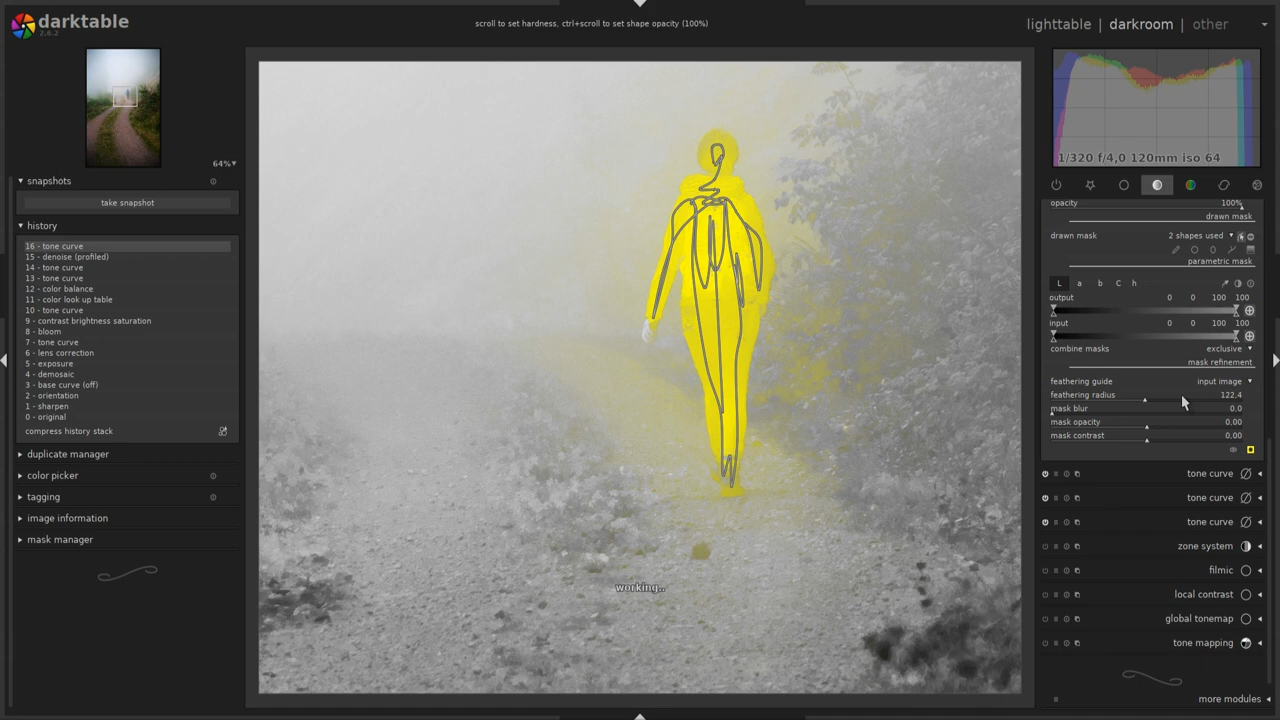 darktable
2.6.2
scroll to set hardness, ctrl+scroll to set shape opacity (100%)
lighttable | darkroom | other
64%
snapshots
take snapshot
history
16 - tone curve
15 - denoise (profiled)
14 - tone curve
13 - tone curve
12 - color balance
11 - color look up table
10 - tone curve
9 - contrast brightness saturation
8 - bloom
7 - tone curve
6 - lens correction
5 - exposure
4 - demosaic
3 - base curve (off)
2 - orientation
1 - sharpen
0 - original
compress history stack
duplicate manager
color picker
tagging
image information
mask manager
working..
1/320 f/4,0 120mm iso 64
opacity 100%
drawn mask
drawn mask 2 shapes used
parametric mask
L a b C h
output 0 0 100 100
input 0 0 100 100
combine masks exclusive
mask refinement
feathering guide input image
feathering radius 122,4
mask blur 0.0
mask opacity 0.00
mask contrast 0.00
tone curve
tone curve
tone curve
zone system
filmic
local contrast
global tonemap
tone mapping
more modules